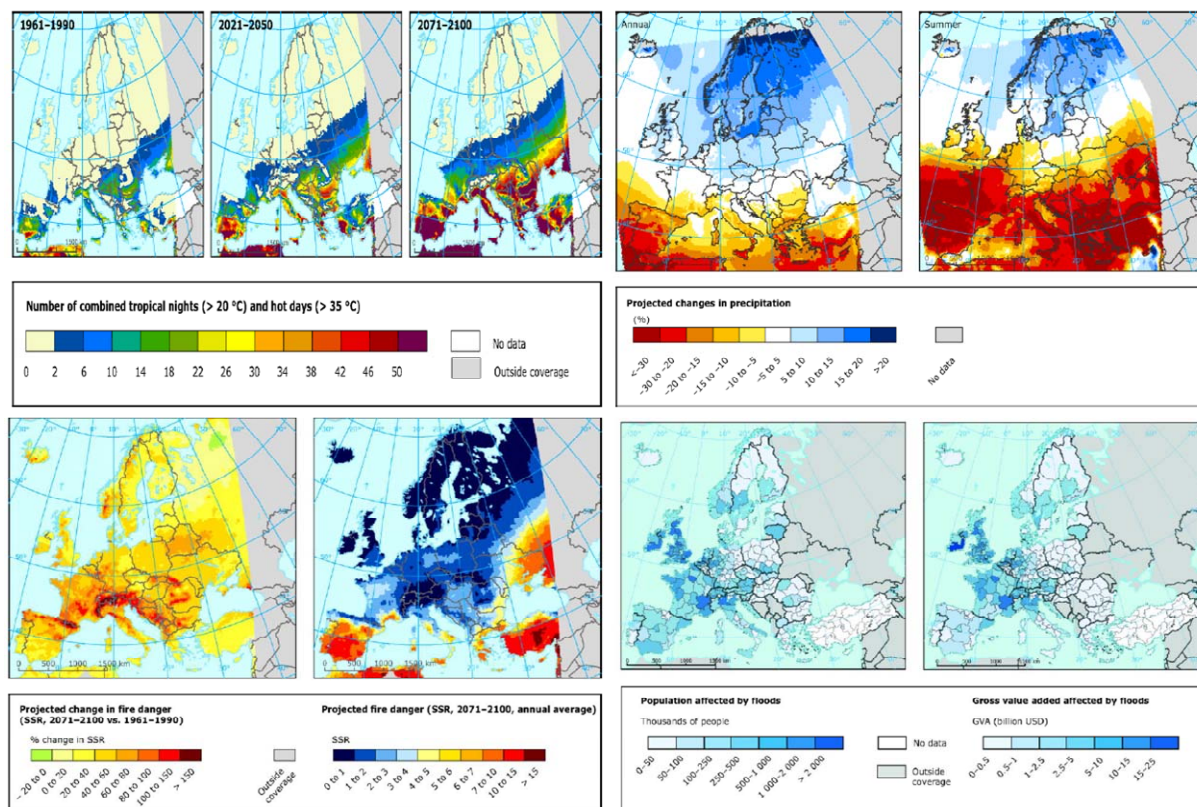 1961–1990
2021–2050
2071–2100
Annual
Summer
1500 km
1500 km
1500 km
Number of combined tropical nights (> 20 °C) and hot days (> 35 °C)
No data
Outside coverage
0 2 6 10 14 18 22 26 30 34 38 42 46 50
Projected changes in precipitation
(%)
<–30
–30 to –20
–20 to –15
–15 to –10
–10 to –5
–5 to 5
5 to 10
10 to 15
15 to 20
>20
No data
0 500 1000 1500 km
0 500 1000 1500 km
Projected change in fire danger
(SSR, 2071–2100 vs. 1961–1990)
% change in SSR
–20 to 0
0 to 20
20 to 40
40 to 60
60 to 80
80 to 100
100 to 150
> 150
Outside
coverage
Projected fire danger (SSR, 2071–2100, annual average)
SSR
0 to 1
1 to 2
2 to 3
3 to 4
4 to 5
5 to 6
6 to 7
7 to 10
10 to 15
> 15
Population affected by floods
Thousands of people
0–50
50–100
100–250
250–500
500–1 000
1 000–2 000
> 2 000
No data
Outside
coverage
Gross value added affected by floods
GVA (billion USD)
0–0.5
0.5–1
1–2.5
2.5–5
5–10
10–15
15–25